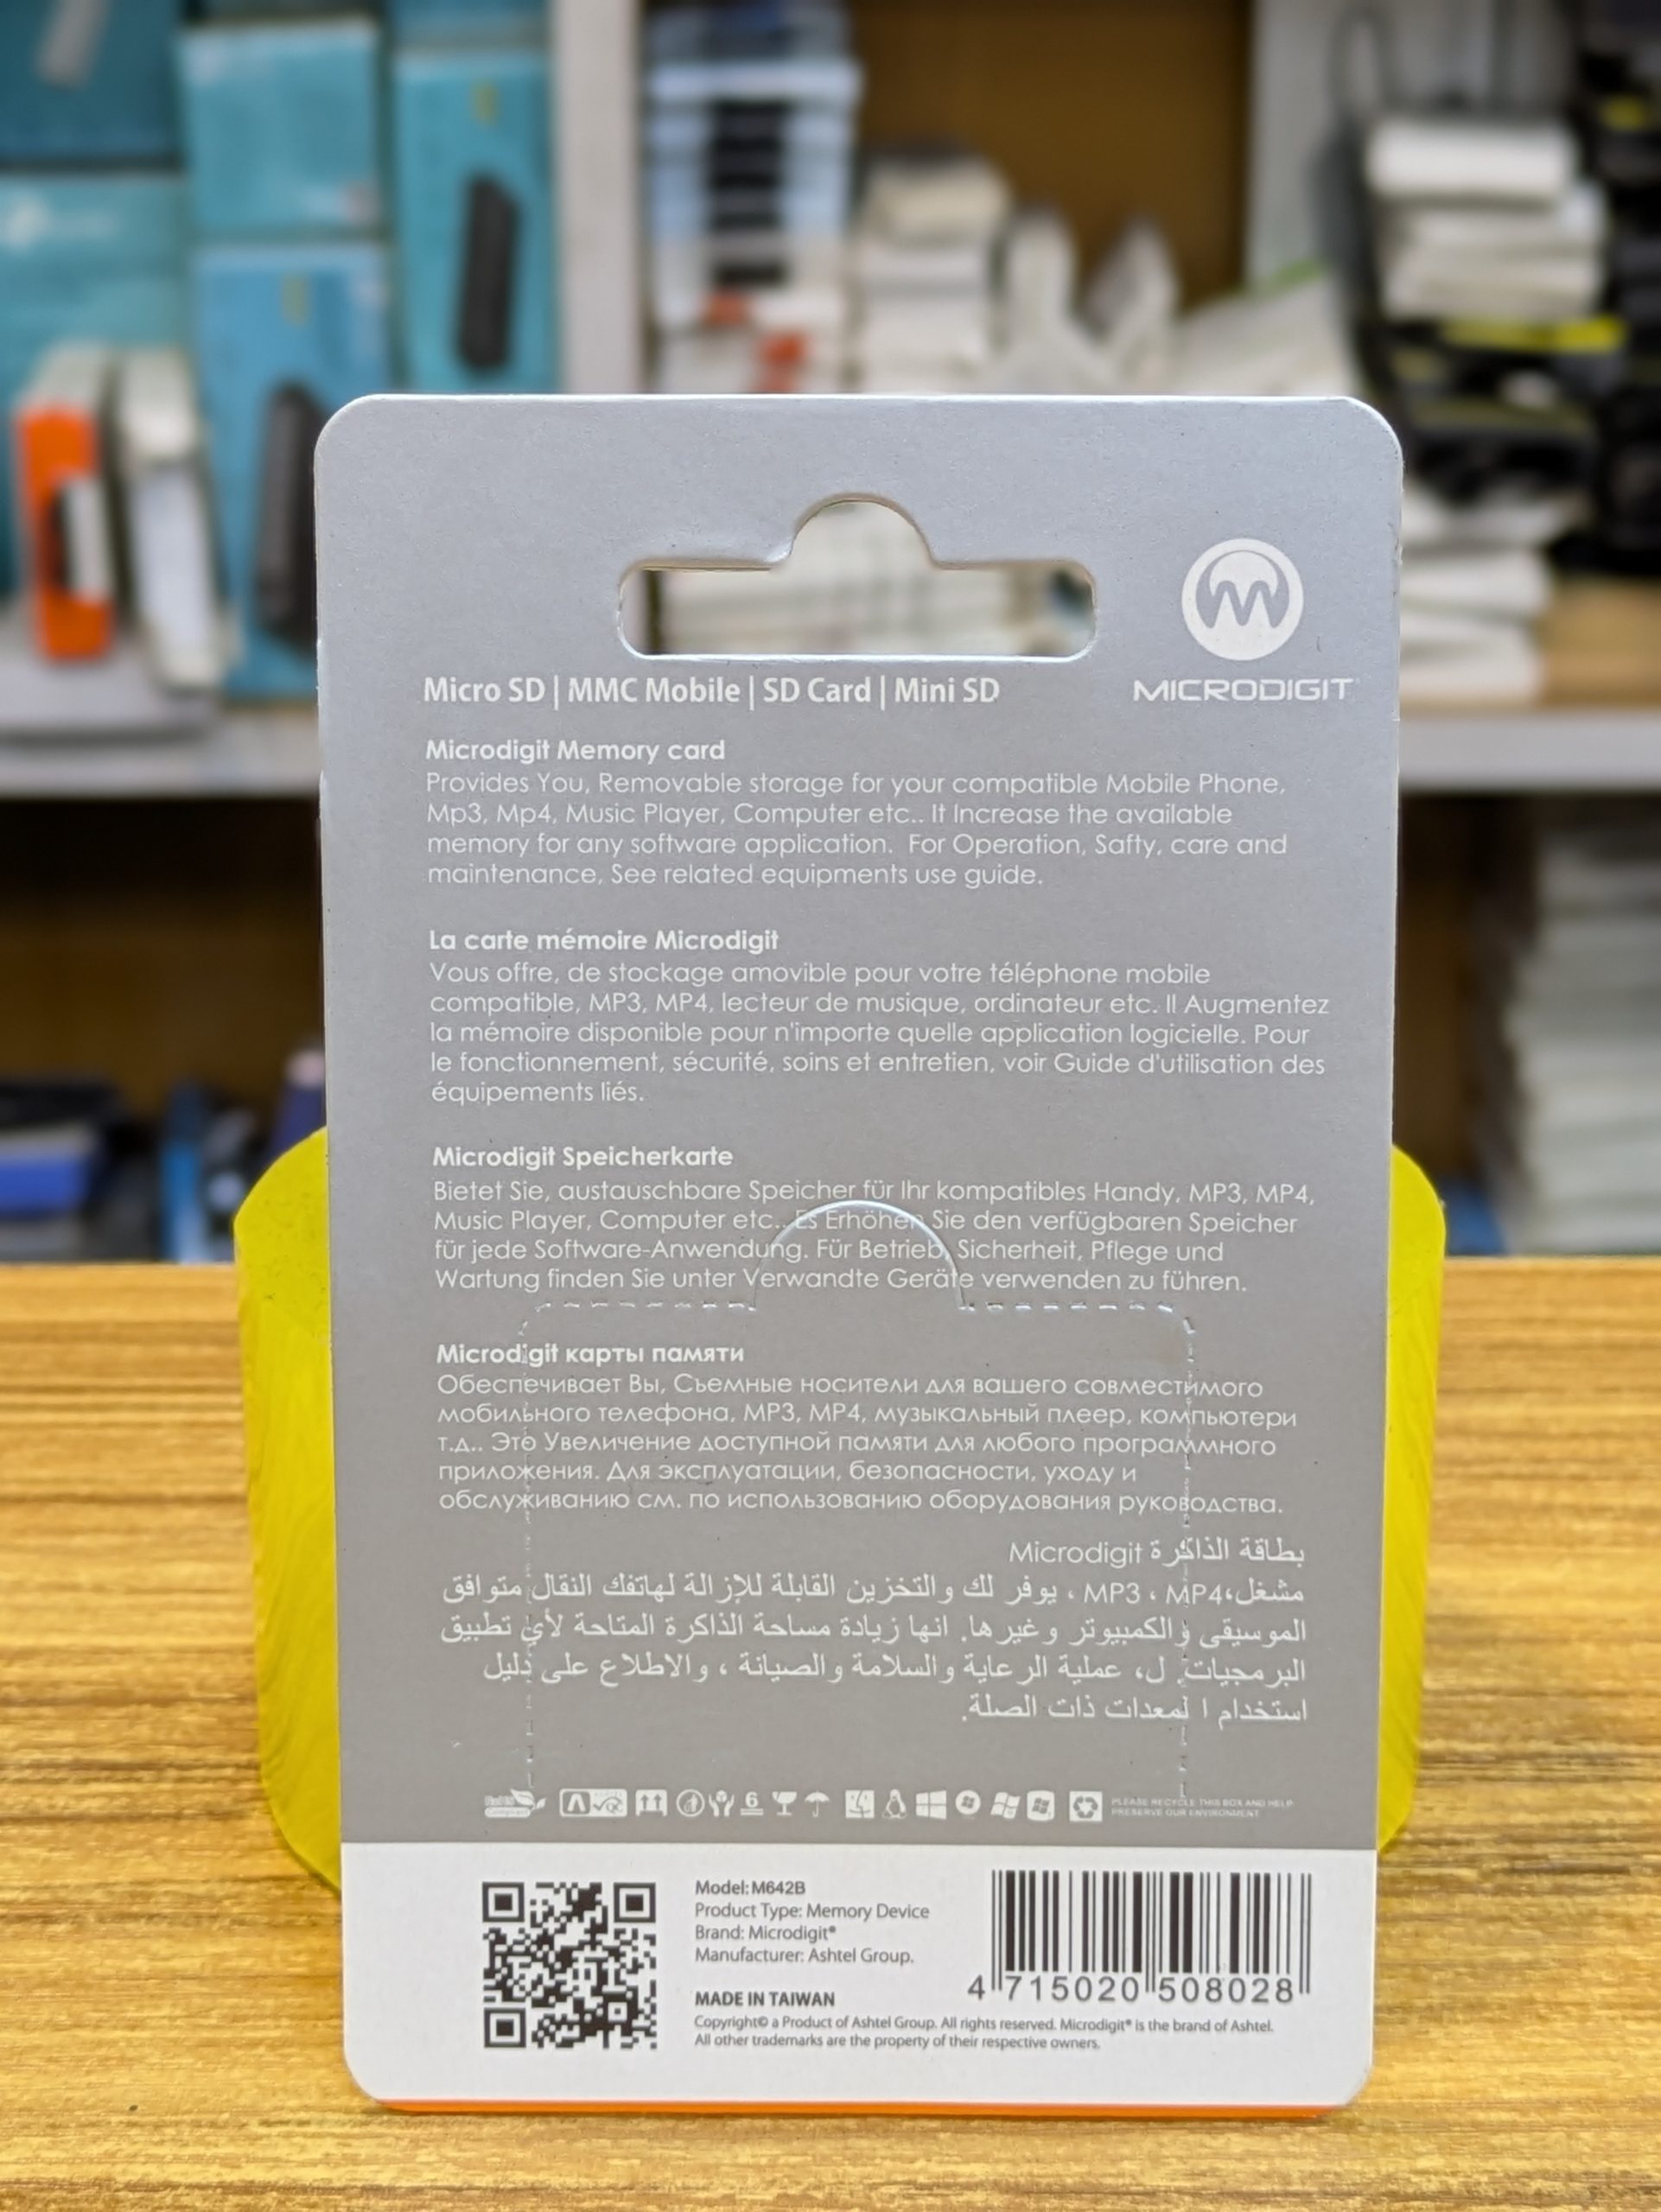 Micro SD | MMC Mobile | SD Card | Mini SD
MICRODIGIT
Microdigit Memory card
Provides You, Removable storage for your compatible Mobile Phone,
Mp3, Mp4, Music Player, Computer etc.. It Increase the available
memory for any software application. For Operation, Safty, care and
maintenance, See related equipments use guide.
La carte mémoire Microdigit
Vous offre, de stockage amovible pour votre téléphone mobile
compatible, MP3, MP4, lecteur de musique, ordinateur etc. Il Augmentez
la mémoire disponible pour n'importe quelle application logicielle. Pour
le fonctionnement, sécurité, soins et entretien, voir Guide d'utilisation des
équipements liés.
Microdigit Speicherkarte
Bietet Sie, austauschbare Speicher für Ihr kompatibles Handy, MP3, MP4,
Music Player, Computer etc.. Es Erhöhen Sie den verfügbaren Speicher
für jede Software-Anwendung. Für Betrieb, Sicherheit, Pflege und
Wartung finden Sie unter Verwandte Geräte verwenden zu führen.
Microdigit карты памяти
Обеспечивает Вы, Съемные носители для вашего совместимого
мобильного телефона, MP3, MP4, музыкальный плеер, компьютери
т.д.. Это Увеличение доступной памяти для любого программного
приложения. Для эксплуатации, безопасности, уходу и
обслуживанию см. по использованию оборудования руководства.
بطاقة الذاكرة Microdigit
مشغل،MP3 ، MP4 ، يوفر لك والتخزين القابلة للإزالة لهاتفك النقال متوافق
الموسيقى والكمبيوتر وغيرها. انها زيادة مساحة الذاكرة المتاحة لأي تطبيق
البرمجيات. ل، عملية الرعاية والسلامة والصيانة ، والاطلاع على دليل
استخدام ا لمعدات ذات الصلة.
6
PLEASE RECYCLE THIS BOX AND HELP
PRESERVE OUR ENVIRONMENT
Model: M642B
Product Type: Memory Device
Brand: Microdigit®
Manufacturer: Ashtel Group.
MADE IN TAIWAN
Copyright© a Product of Ashtel Group. All rights reserved. Microdigit® is the brand of Ashtel.
All other trademarks are the property of their respective owners.
4 715020 508028